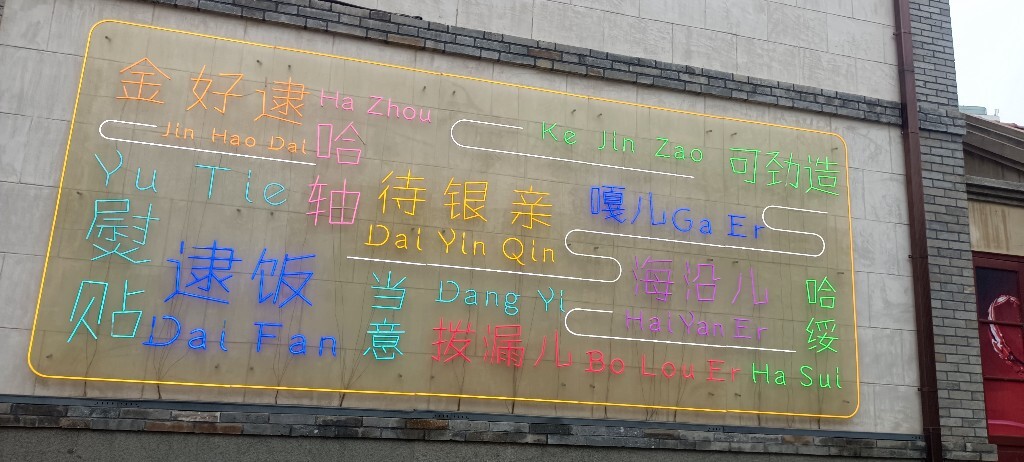 金好逮
Jin Hao Dai
Ha Zhou
哈轴
Ke Jin Zao
可劲造
Yu Tie
熨贴
待银亲
Dai Yin Qin
嘎儿 Ga Er
逮饭
Dai Fan
当意
Dang Yi
海沿儿
Hai Yan Er
哈绥
Ha Sui
拨漏儿 Bo Lou Er